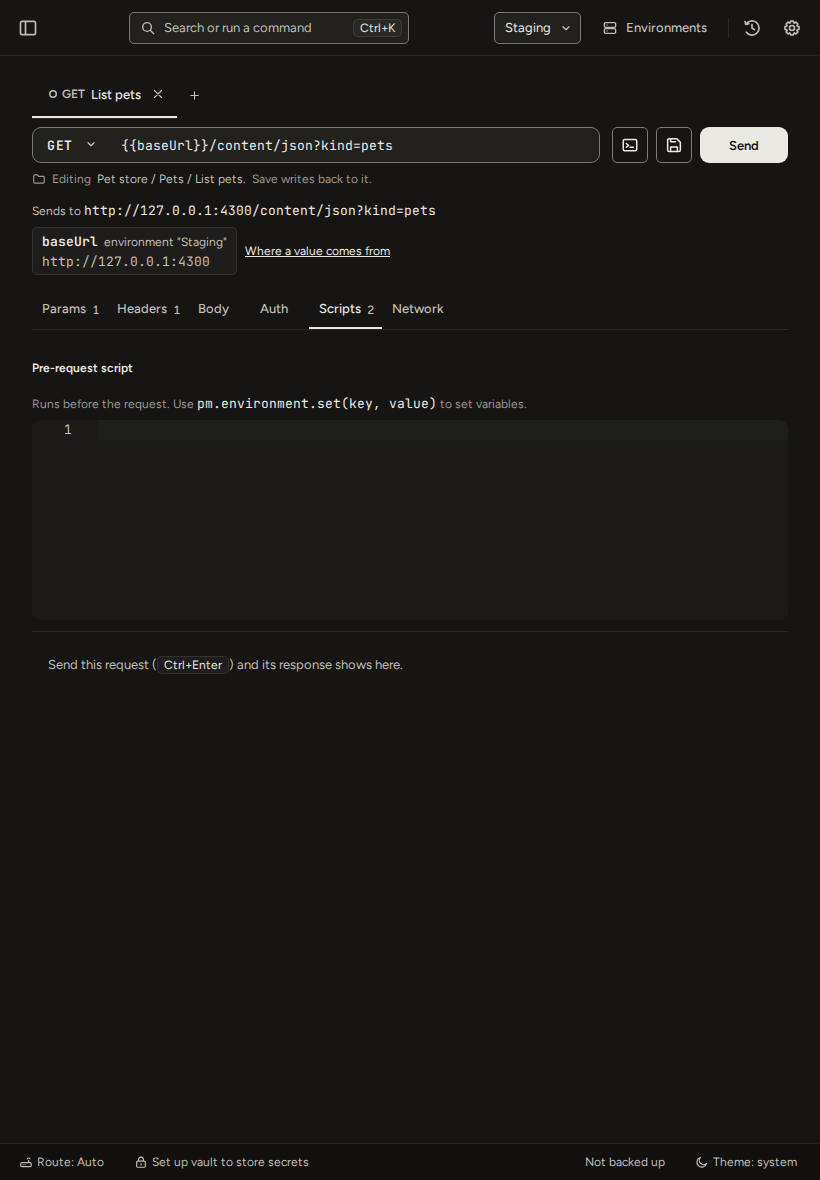 Search or run a command Ctrl+K Staging Environments
GET List pets
GET {{baseUrl}}/content/json?kind=pets Send
Editing Pet store / Pets / List pets. Save writes back to it.
Sends to http://127.0.0.1:4300/content/json?kind=pets
baseUrl environment "Staging"
http://127.0.0.1:4300
Where a value comes from
Params 1 Headers 1 Body Auth Scripts 2 Network
Pre-request script
Runs before the request. Use pm.environment.set(key, value) to set variables.
1
Send this request (Ctrl+Enter) and its response shows here.
Route: Auto Set up vault to store secrets Not backed up Theme: system